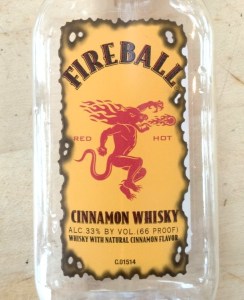 FIREBALL
RED HOT
CINNAMON WHISKY
ALC.33% BY VOL.(66 PROOF)
WHISKY WITH NATURAL CINNAMON FLAVOR
C.01514